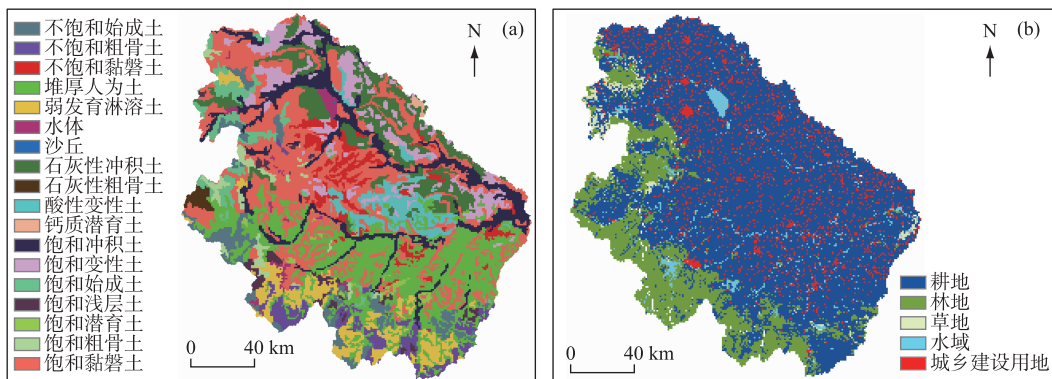 不饱和始成土
不饱和粗骨土
不饱和黏磐土
堆厚人为土
弱发育淋溶土
水体
沙丘
石灰性冲积土
石灰性粗骨土
酸性变性土
钙质潜育土
饱和冲积土
饱和变性土
饱和始成土
饱和浅层土
饱和潜育土
饱和粗骨土
饱和黏磐土
(a)
N
0 40 km
(b)
N
耕地
林地
草地
水域
城乡建设用地
0 40 km